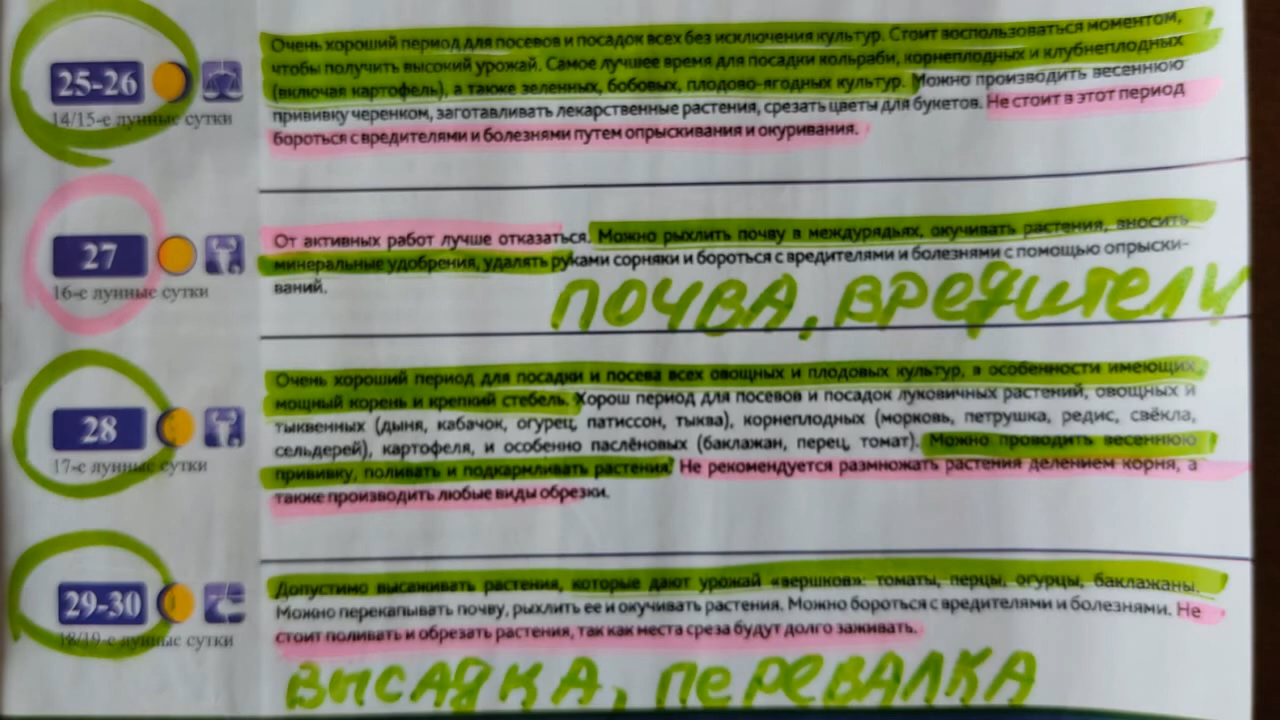 25-26
14/15-е лунные сутки
Очень хороший период для посевов и посадок всех без исключения культур. Стоит воспользоваться моментом,
чтобы получить высокий урожай. Самое лучшее время для посадки кольраби, корнеплодных и клубнеплодных
(включая картофель), а также зеленных, бобовых, плодово-ягодных культур. Можно производить весеннюю
прививку черенком, заготавливать лекарственные растения, срезать цветы для букетов. Не стоит в этот период
бороться с вредителями и болезнями путем опрыскивания и окуривания.
27
16-е лунные сутки
От активных работ лучше отказаться. Можно рыхлить почву в междурядьях, окучивать растения, вносить
минеральные удобрения, удалять руками сорняки и бороться с вредителями и болезнями с помощью опрыски-
ваний.
ПОЧВА, вредители
28
17-е лунные сутки
Очень хороший период для посадки и посева всех овощных и плодовых культур, в особенности имеющих
мощный корень и крепкий стебель. Хорош период для посевов и посадок луковичных растений, овощных и
тыквенных (дыня, кабачок, огурец, патиссон, тыква), корнеплодных (морковь, петрушка, редис, свёкла,
сельдерей), картофеля, и особенно паслёновых (баклажан, перец, томат). Можно проводить весеннюю
прививку, поливать и подкармливать растения. Не рекомендуется размножать растения делением корня, а
также производить любые виды обрезки.
29-30
18/19-е лунные сутки
Допустимо высаживать растения, которые дают урожай «вершков»: томаты, перцы, огурцы, баклажаны.
Можно перекапывать почву, рыхлить ее и окучивать растения. Можно бороться с вредителями и болезнями. Не
стоит поливать и обрезать растения, так как места среза будут долго заживать.
ВЫСАДКА, ПЕРЕВАЛКА